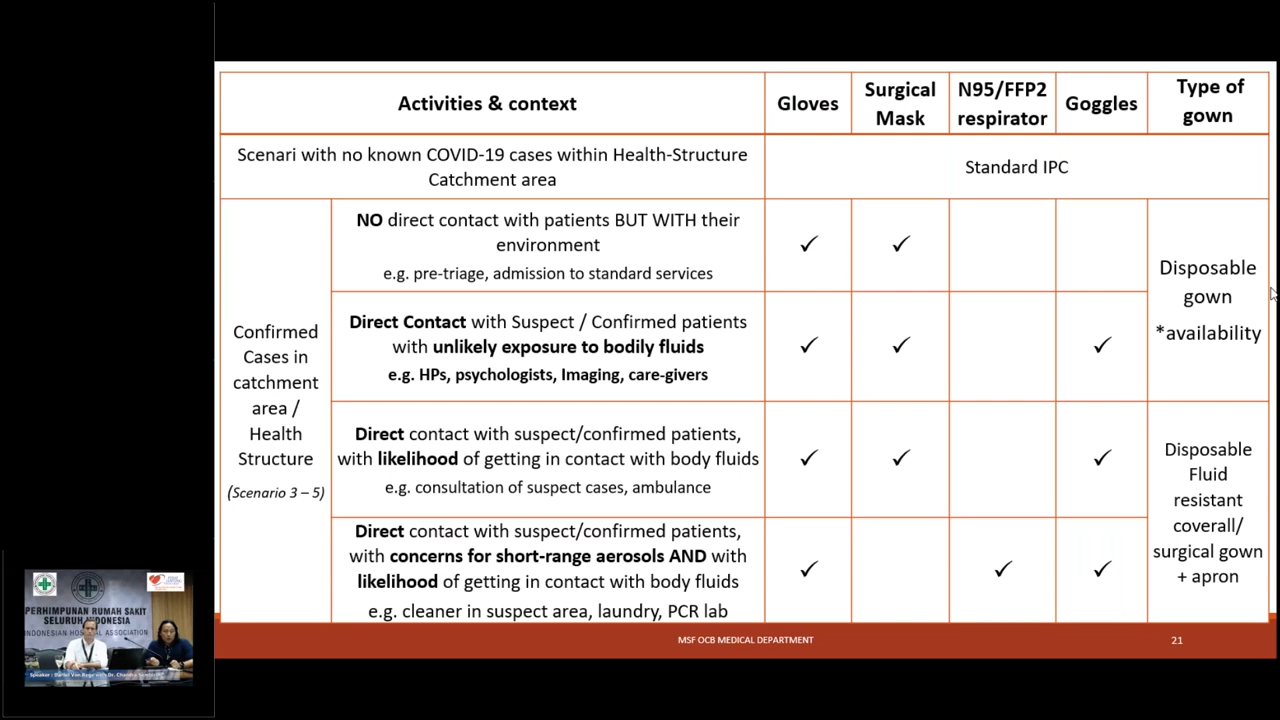 Activities & context
Gloves
Surgical
Mask
N95/FFP2
respirator
Goggles
Type of
gown
Scenari with no known COVID-19 cases within Health-Structure
Catchment area
Standard IPC
Confirmed
Cases in
catchment
area /
Health
Structure
(Scenario 3 – 5)
NO direct contact with patients BUT WITH their
environment
e.g. pre-triage, admission to standard services
✓ ✓
Disposable
gown
*availability
Direct Contact with Suspect / Confirmed patients
with unlikely exposure to bodily fluids
e.g. HPs, psychologists, Imaging, care-givers
✓ ✓ ✓
Direct contact with suspect/confirmed patients,
with likelihood of getting in contact with body fluids
e.g. consultation of suspect cases, ambulance
✓ ✓ ✓
Disposable
Fluid
resistant
coverall/
surgical gown
+ apron
Direct contact with suspect/confirmed patients,
with concerns for short-range aerosols AND with
likelihood of getting in contact with body fluids
e.g. cleaner in suspect area, laundry, PCR lab
✓ ✓ ✓
MSF OCB MEDICAL DEPARTMENT
21
PERHIMPUNAN RUMAH SAKIT
SELURUH INDONESIA
INDONESIAN HOSPITAL ASSOCIATION
Speaker :